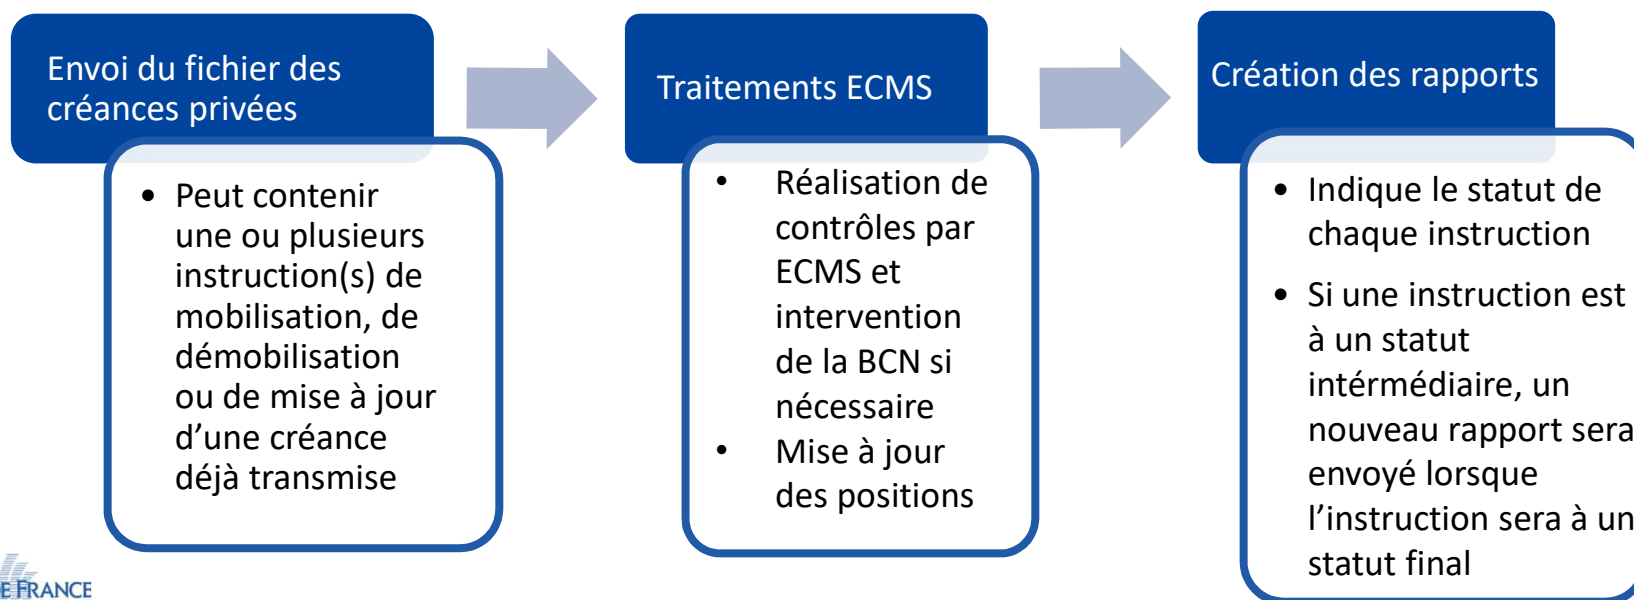 Envoi du fichier des
créances privées
• Peut contenir
une ou plusieurs
instruction(s) de
mobilisation, de
démobilisation
ou de mise à jour
d’une créance
déjà transmise
Traitements ECMS
• Réalisation de
contrôles par
ECMS et
intervention
de la BCN si
nécessaire
• Mise à jour
des positions
Création des rapports
• Indique le statut de
chaque instruction
• Si une instruction est
à un statut
intérmédiaire, un
nouveau rapport sera
envoyé lorsque
l’instruction sera à un
statut final
DE FRANCE